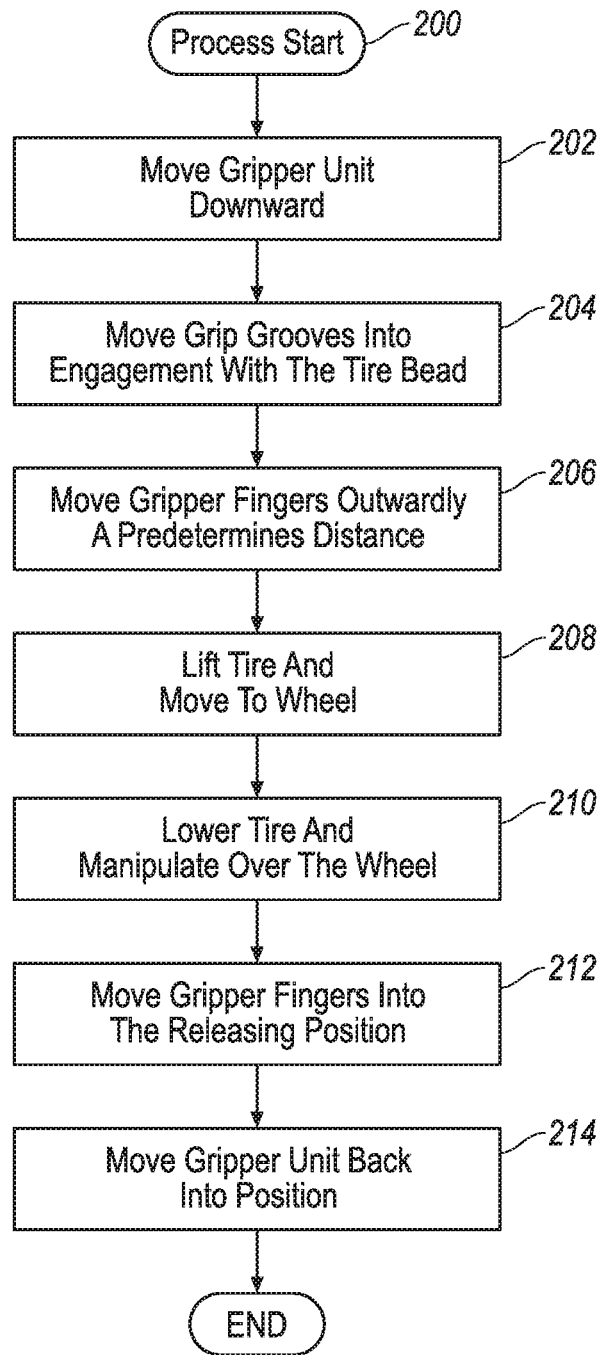 Process Start
200
Move Gripper Unit
Downward
202
Move Grip Grooves Into
Engagement With The Tire Bead
204
Move Gripper Fingers Outwardly
A Predetermines Distance
206
Lift Tire And
Move To Wheel
208
Lower Tire And
Manipulate Over The Wheel
210
Move Gripper Fingers Into
The Releasing Position
212
Move Gripper Unit Back
Into Position
214
END